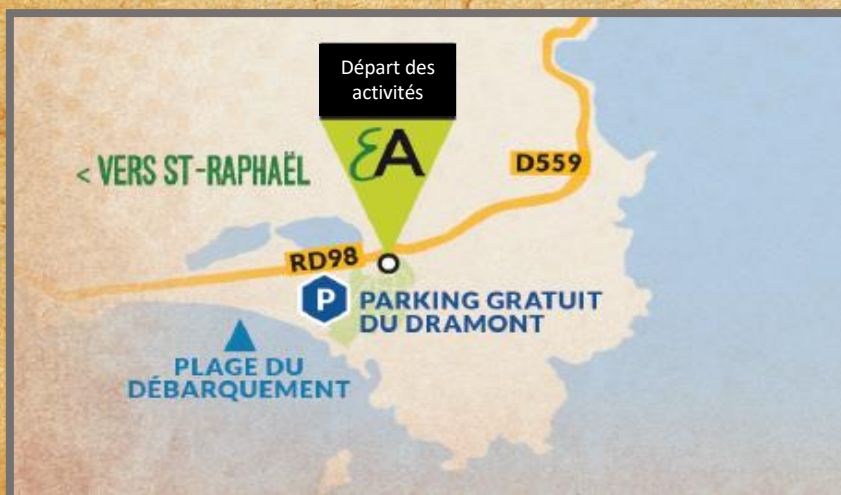 Départ des
activités
EA
< VERS ST-RAPHAËL
D559
RD98
P
PARKING GRATUIT
DU DRAMONT
PLAGE DU
DÉBARQUEMENT